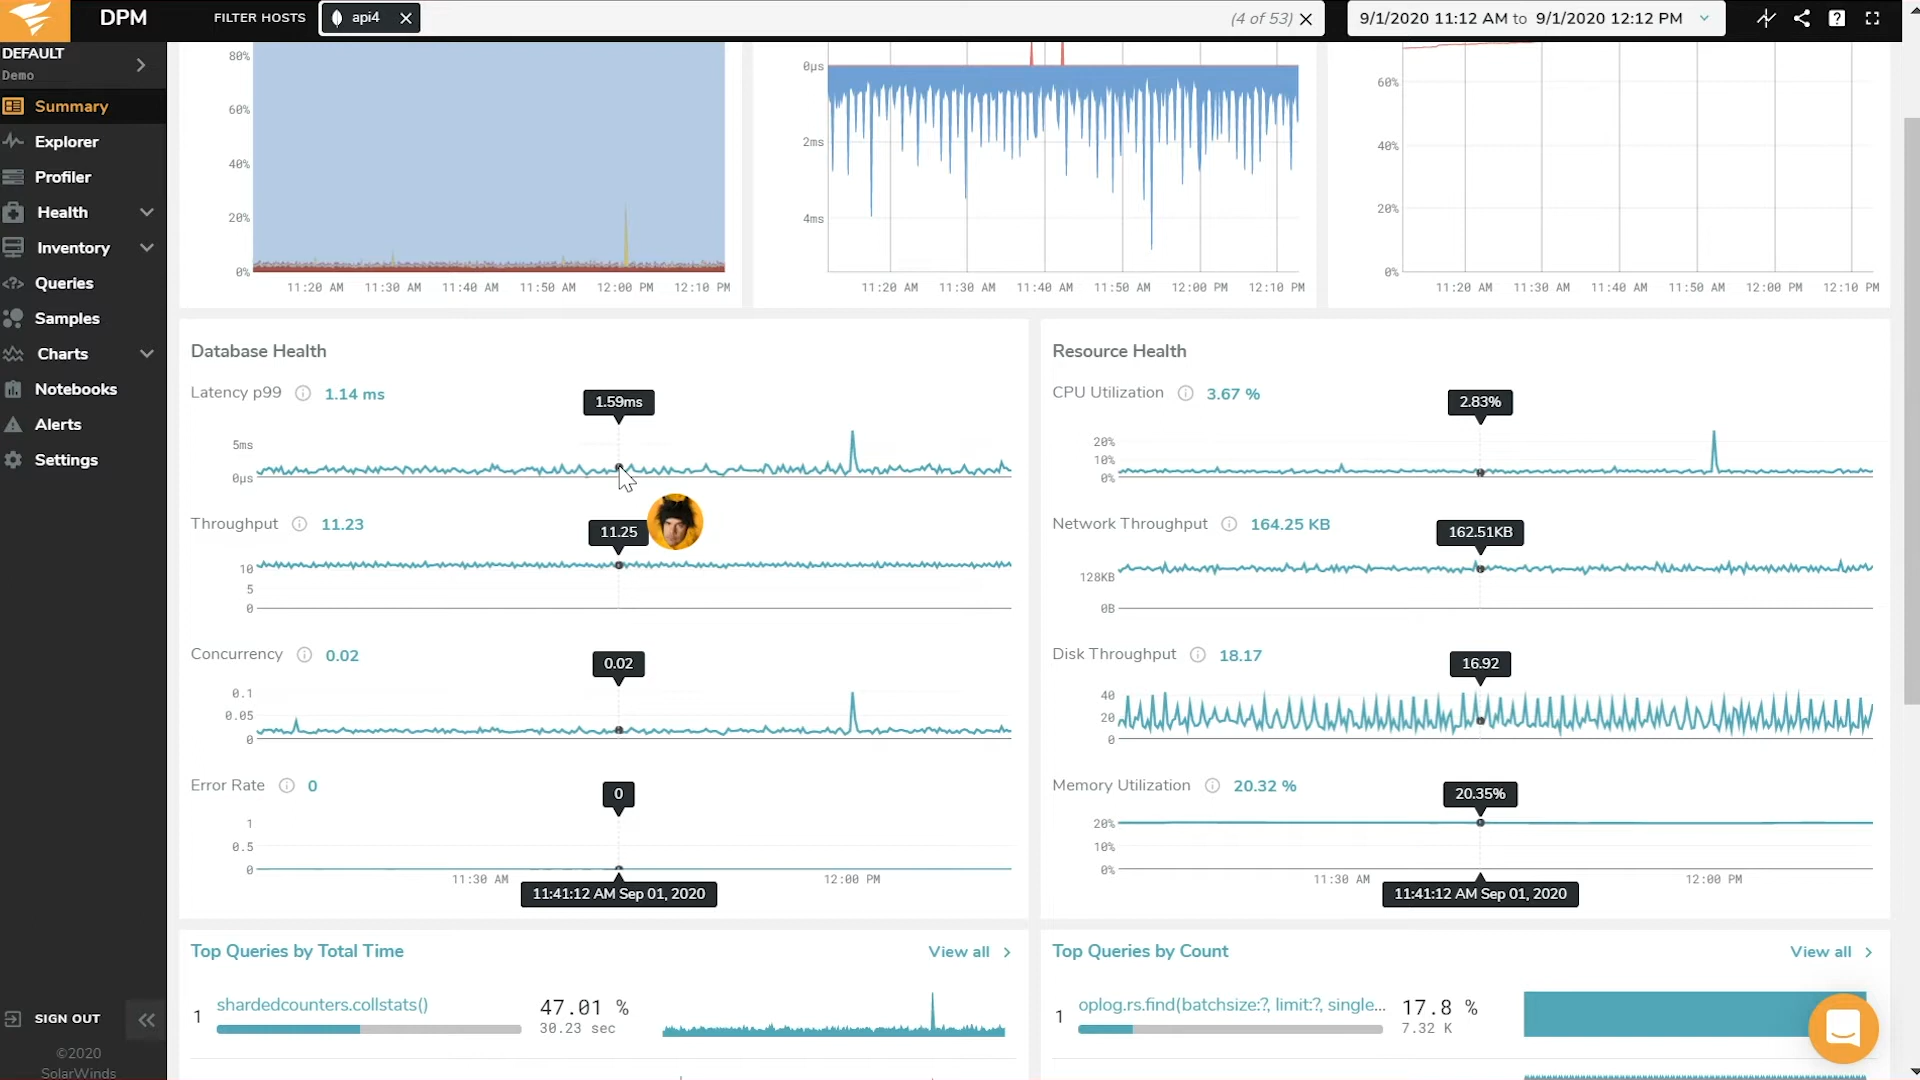 DPM
FILTER HOSTS
api4
(4 of 53)
9/1/2020 11:12 AM to 9/1/2020 12:12 PM
DEFAULT
Demo
Summary
Explorer
Profiler
Health
Inventory
Queries
Samples
Charts
Notebooks
Alerts
Settings
SIGN OUT
©2020
SolarWinds
80%
60%
40%
20%
0%
11:20 AM 11:30 AM 11:40 AM 11:50 AM 12:00 PM 12:10 PM
0µs
2ms
4ms
11:20 AM 11:30 AM 11:40 AM 11:50 AM 12:00 PM 12:10 PM
60%
40%
20%
0%
11:20 AM 11:30 AM 11:40 AM 11:50 AM 12:00 PM 12:10 PM
Database Health
Latency p99 1.14 ms
1.59ms
5ms
0µs
Throughput 11.23
11.25
10
5
0
Concurrency 0.02
0.02
0.1
0.05
0
Error Rate 0
0
1
0.5
0
11:30 AM 12:00 PM
11:41:12 AM Sep 01, 2020
Resource Health
CPU Utilization 3.67 %
2.83%
20%
10%
0%
Network Throughput 164.25 KB
162.51KB
128KB
0B
Disk Throughput 18.17
16.92
40
20
0
Memory Utilization 20.32 %
20.35%
20%
10%
0%
11:30 AM 12:00 PM
11:41:12 AM Sep 01, 2020
Top Queries by Total Time View all
1 shardedcounters.collstats() 47.01 %
30.23 sec
Top Queries by Count View all
1 oplog.rs.find(batchsize:?, limit:?, single... 17.8 %
7.32 K